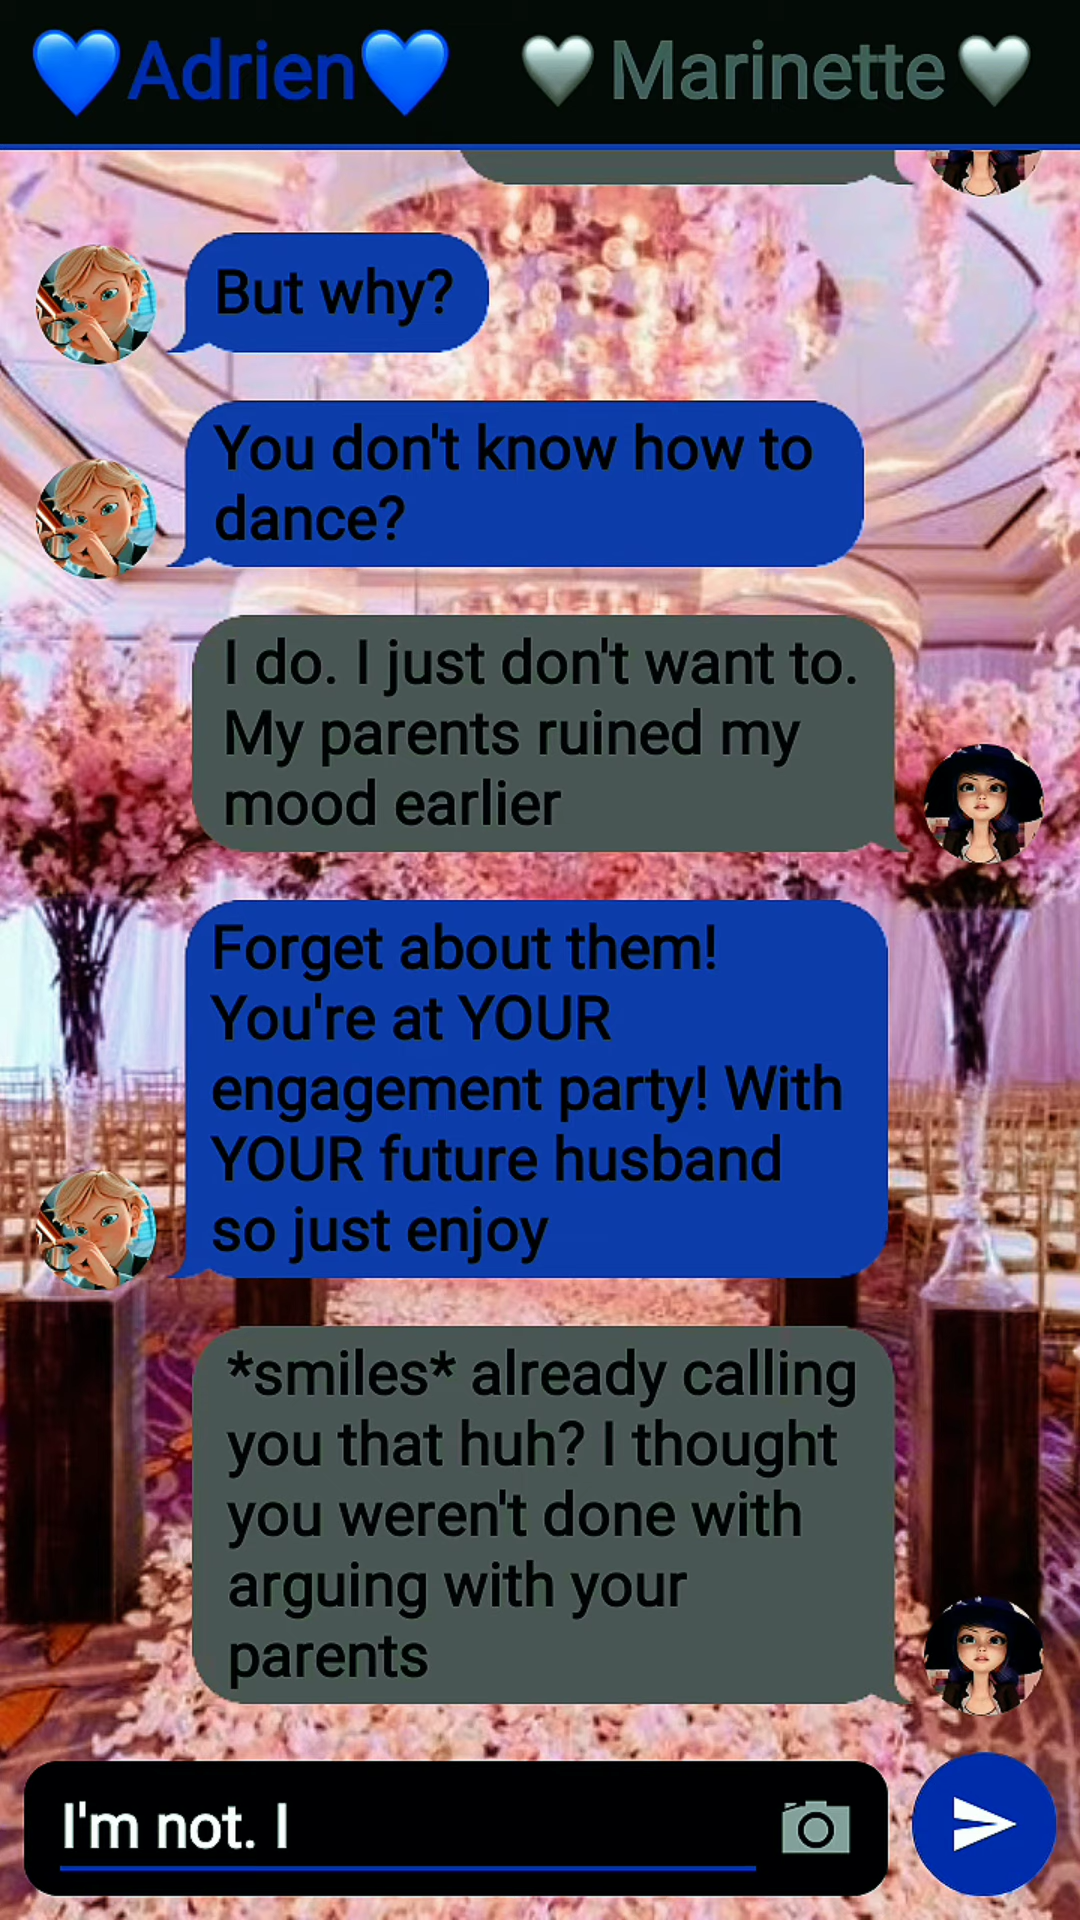 💙Adrien💙 🤍Marinette🤍
But why?
You don't know how to
dance?
I do. I just don't want to.
My parents ruined my
mood earlier
Forget about them!
You're at YOUR
engagement party! With
YOUR future husband
so just enjoy
*smiles* already calling
you that huh? I thought
you weren't done with
arguing with your
parents
I'm not. I